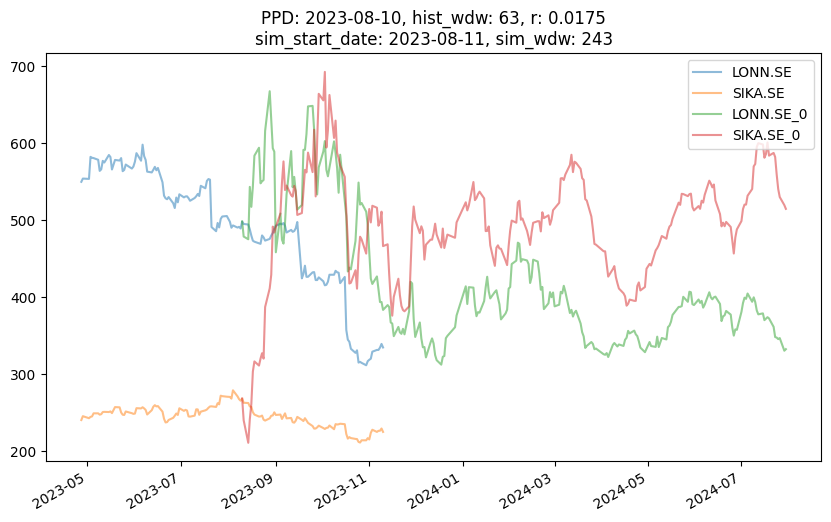 PPD: 2023-08-10, hist_wdw: 63, r: 0.0175
sim_start_date: 2023-08-11, sim_wdw: 243
700
600
500
400
300
200
LONN.SE
SIKA.SE
LONN.SE_0
SIKA.SE_0
2023-05
2023-07
2023-09
2023-11
2024-01
2024-03
2024-05
2024-07